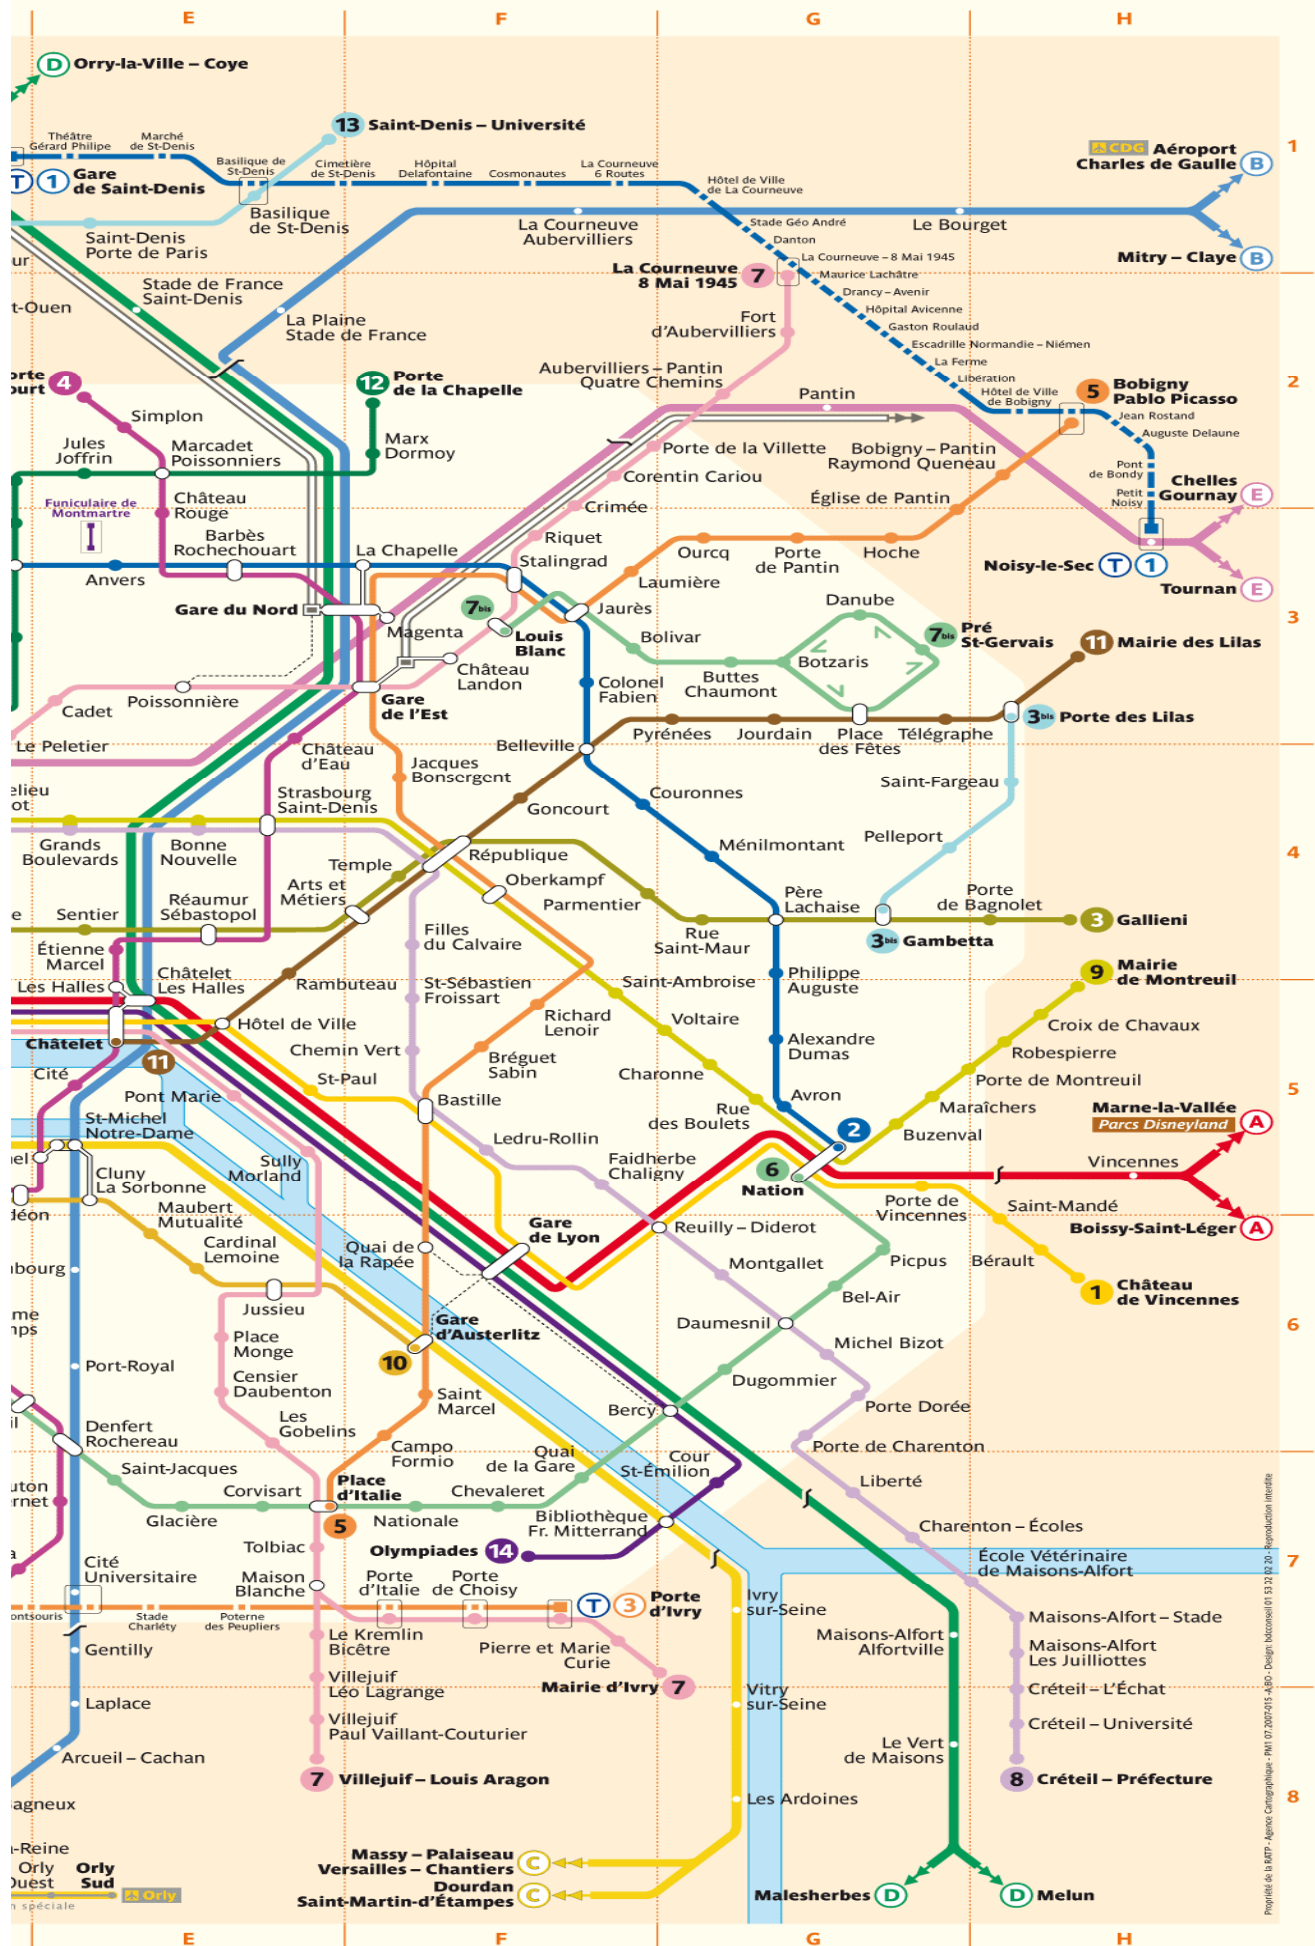 E F G H
D Orry-la-Ville – Coye
13 Saint-Denis – Université
Théâtre
Gérard Philipe
Marché
de St-Denis
Basilique de
St-Denis
Cimetière
de St-Denis
Hôpital
Delafontaine
Cosmonautes
La Courneuve
6 Routes
Hôtel de Ville
de La Courneuve
CDG Aéroport
Charles de Gaulle B
1
T 1 Gare
de Saint-Denis
Basilique
de St-Denis
Saint-Denis
Porte de Paris
La Courneuve
Aubervilliers
Stade Géo André
Le Bourget
Danton
La Courneuve – 8 Mai 1945
Mitry – Claye B
La Courneuve
8 Mai 1945 7
Maurice Lachâtre
Drancy – Avenir
Hôpital Avicenne
Gaston Roulaud
Escadrille Normandie – Niémen
La Ferme
Libération
Hôtel de Ville
de Bobigny
ur
t-Ouen
Stade de France
Saint-Denis
La Plaine
Stade de France
Fort
d'Aubervilliers
Aubervilliers – Pantin
Quatre Chemins
Pantin
2
5 Bobigny
Pablo Picasso
Jean Rostand
Auguste Delaune
Pont
de Bondy
Petit
Noisy
Chelles
Gournay E
orte
ourt 4
12 Porte
de la Chapelle
Simplon
Jules
Joffrin
Marcadet
Poissonniers
Marx
Dormoy
Porte de la Villette
Bobigny – Pantin
Raymond Queneau
Corentin Cariou
Église de Pantin
Crimée
Funiculaire de
Montmartre
Château
Rouge
Barbès
Rochechouart
La Chapelle
Riquet
Stalingrad
Ourcq
Porte
de Pantin
Hoche
Noisy-le-Sec T 1
Tournan E
Anvers
Laumière
3
Gare du Nord
Magenta
7bis
Louis
Blanc
Jaurès
Bolivar
Danube
Botzaris
7bis Pré
St-Gervais
11 Mairie des Lilas
Château
Landon
Buttes
Chaumont
Colonel
Fabien
Poissonnière
Cadet
Gare
de l'Est
3bis Porte des Lilas
Le Peletier
Château
d'Eau
Belleville
Pyrénées
Jourdain
Place
des Fêtes
Télégraphe
Jacques
Bonsergent
Saint-Fargeau
elieu
ot
Strasbourg
Saint-Denis
Goncourt
Couronnes
Pelleport
4
Grands
Boulevards
Bonne
Nouvelle
Temple
République
Ménilmontant
Arts et
Métiers
Oberkampf
Parmentier
Père
Lachaise
Porte
de Bagnolet
3 Gallieni
e
Sentier
Réaumur
Sébastopol
Filles
du Calvaire
Rue
Saint-Maur
3bis Gambetta
Étienne
Marcel
Les Halles
Châtelet
Les Halles
Rambuteau
St-Sébastien
Froissart
Saint-Ambroise
Philippe
Auguste
9 Mairie
de Montreuil
Richard
Lenoir
Voltaire
Croix de Chavaux
Châtelet
Hôtel de Ville
Chemin Vert
Bréguet
Sabin
Alexandre
Dumas
Robespierre
11
Charonne
Porte de Montreuil
5
Cité
St-Paul
Pont Marie
Bastille
Rue
des Boulets
Avron
Maraîchers
St-Michel
Notre-Dame
Ledru-Rollin
2
Buzenval
Marne-la-Vallée
Parcs Disneyland A
el
Cluny
La Sorbonne
Sully
Morland
Faidherbe
Chaligny
6
Nation
Vincennes
déon
Maubert
Mutualité
Gare
de Lyon
Reuilly – Diderot
Porte de
Vincennes
Saint-Mandé
Boissy-Saint-Léger A
Cardinal
Lemoine
Quai de
la Rapée
Montgallet
Picpus
Bérault
mbourg
Jussieu
Bel-Air
1 Château
de Vincennes
me
mps
Place
Monge
Gare
d'Austerlitz
10
Daumesnil
Michel Bizot
6
Port-Royal
Censier
Daubenton
Saint
Marcel
Dugommier
Bercy
Porte Dorée
Les
Gobelins
Campo
Formio
Quai
de la Gare
Cour
St-Émilion
Porte de Charenton
il
Denfert
Rochereau
Saint-Jacques
Corvisart
Place
d'Italie
Chevaleret
Liberté
uton
ernet
Glacière
5
Nationale
Bibliothèque
Fr. Mitterrand
Charenton – Écoles
Tolbiac
Olympiades 14
École Vétérinaire
de Maisons-Alfort
7
a
Cité
Universitaire
Maison
Blanche
Porte
d'Italie
Porte
de Choisy
T 3 Porte
d'Ivry
Ivry
sur-Seine
ontsouris
Stade
Charléty
Poterne
des Peupliers
Maisons-Alfort – Stade
Gentilly
Le Kremlin
Bicêtre
Pierre et Marie
Curie
Maisons-Alfort
Alfortville
Maisons-Alfort
Les Juilliottes
Villejuif
Léo Lagrange
Mairie d'Ivry 7
Vitry
sur-Seine
Créteil – L'Échat
Laplace
Villejuif
Paul Vaillant-Couturier
Créteil – Université
Arcueil – Cachan
Le Vert
de Maisons
7 Villejuif – Louis Aragon
8 Créteil – Préfecture
8
agneux
Les Ardoines
a-Reine
Orly
Ouest
Orly
Sud
Orly
n spéciale
Massy – Palaiseau
Versailles – Chantiers C
Dourdan
Saint-Martin-d'Étampes C
Malesherbes D
D Melun
E F G H